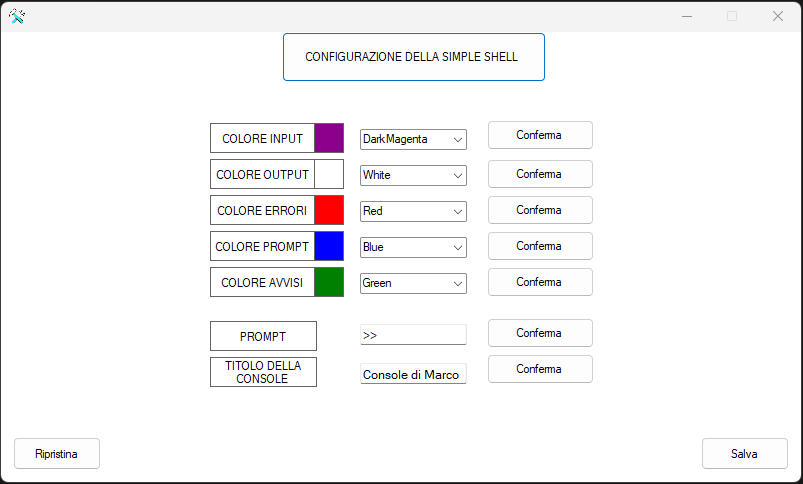 CONFIGURAZIONE DELLA SIMPLE SHELL
COLORE INPUT DarkMagenta Conferma
COLORE OUTPUT White Conferma
COLORE ERRORI Red Conferma
COLORE PROMPT Blue Conferma
COLORE AVVISI Green Conferma
PROMPT >> Conferma
TITOLO DELLA
CONSOLE Console di Marco Conferma
Ripristina Salva